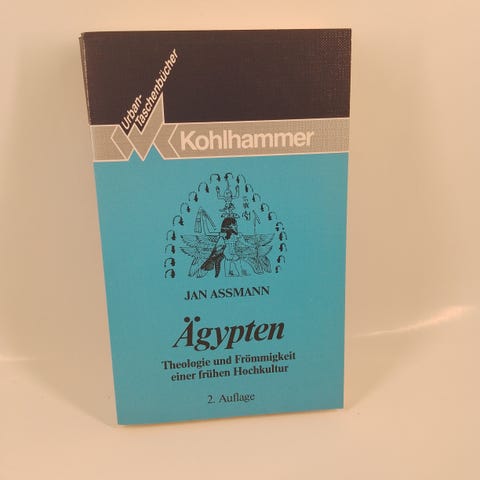 Urban-
Taschenbücher
Kohlhammer
JAN ASSMANN
Ägypten
Theologie und Frömmigkeit
einer frühen Hochkultur
2. Auflage